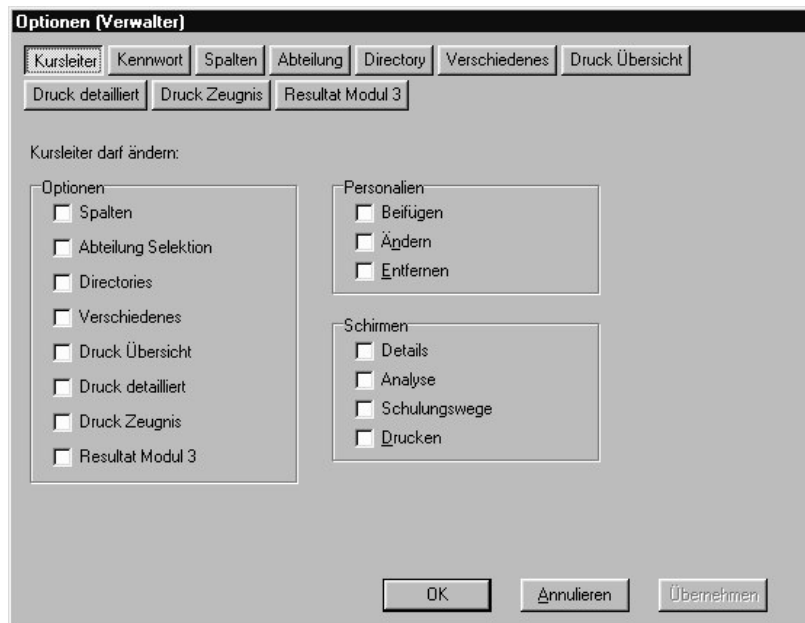 Optionen (Verwalter)
Kursleiter Kennwort Spalten Abteilung Directory Verschiedenes Druck Übersicht
Druck detailliert Druck Zeugnis Resultat Modul 3
Kursleiter darf ändern:
Optionen
Spalten
Abteilung Selektion
Directories
Verschiedenes
Druck Übersicht
Druck detailliert
Druck Zeugnis
Resultat Modul 3
Personalien
Beifügen
Ändern
Entfernen
Schirmen
Details
Analyse
Schulungswege
Drucken
OK Annulieren Übernehmen